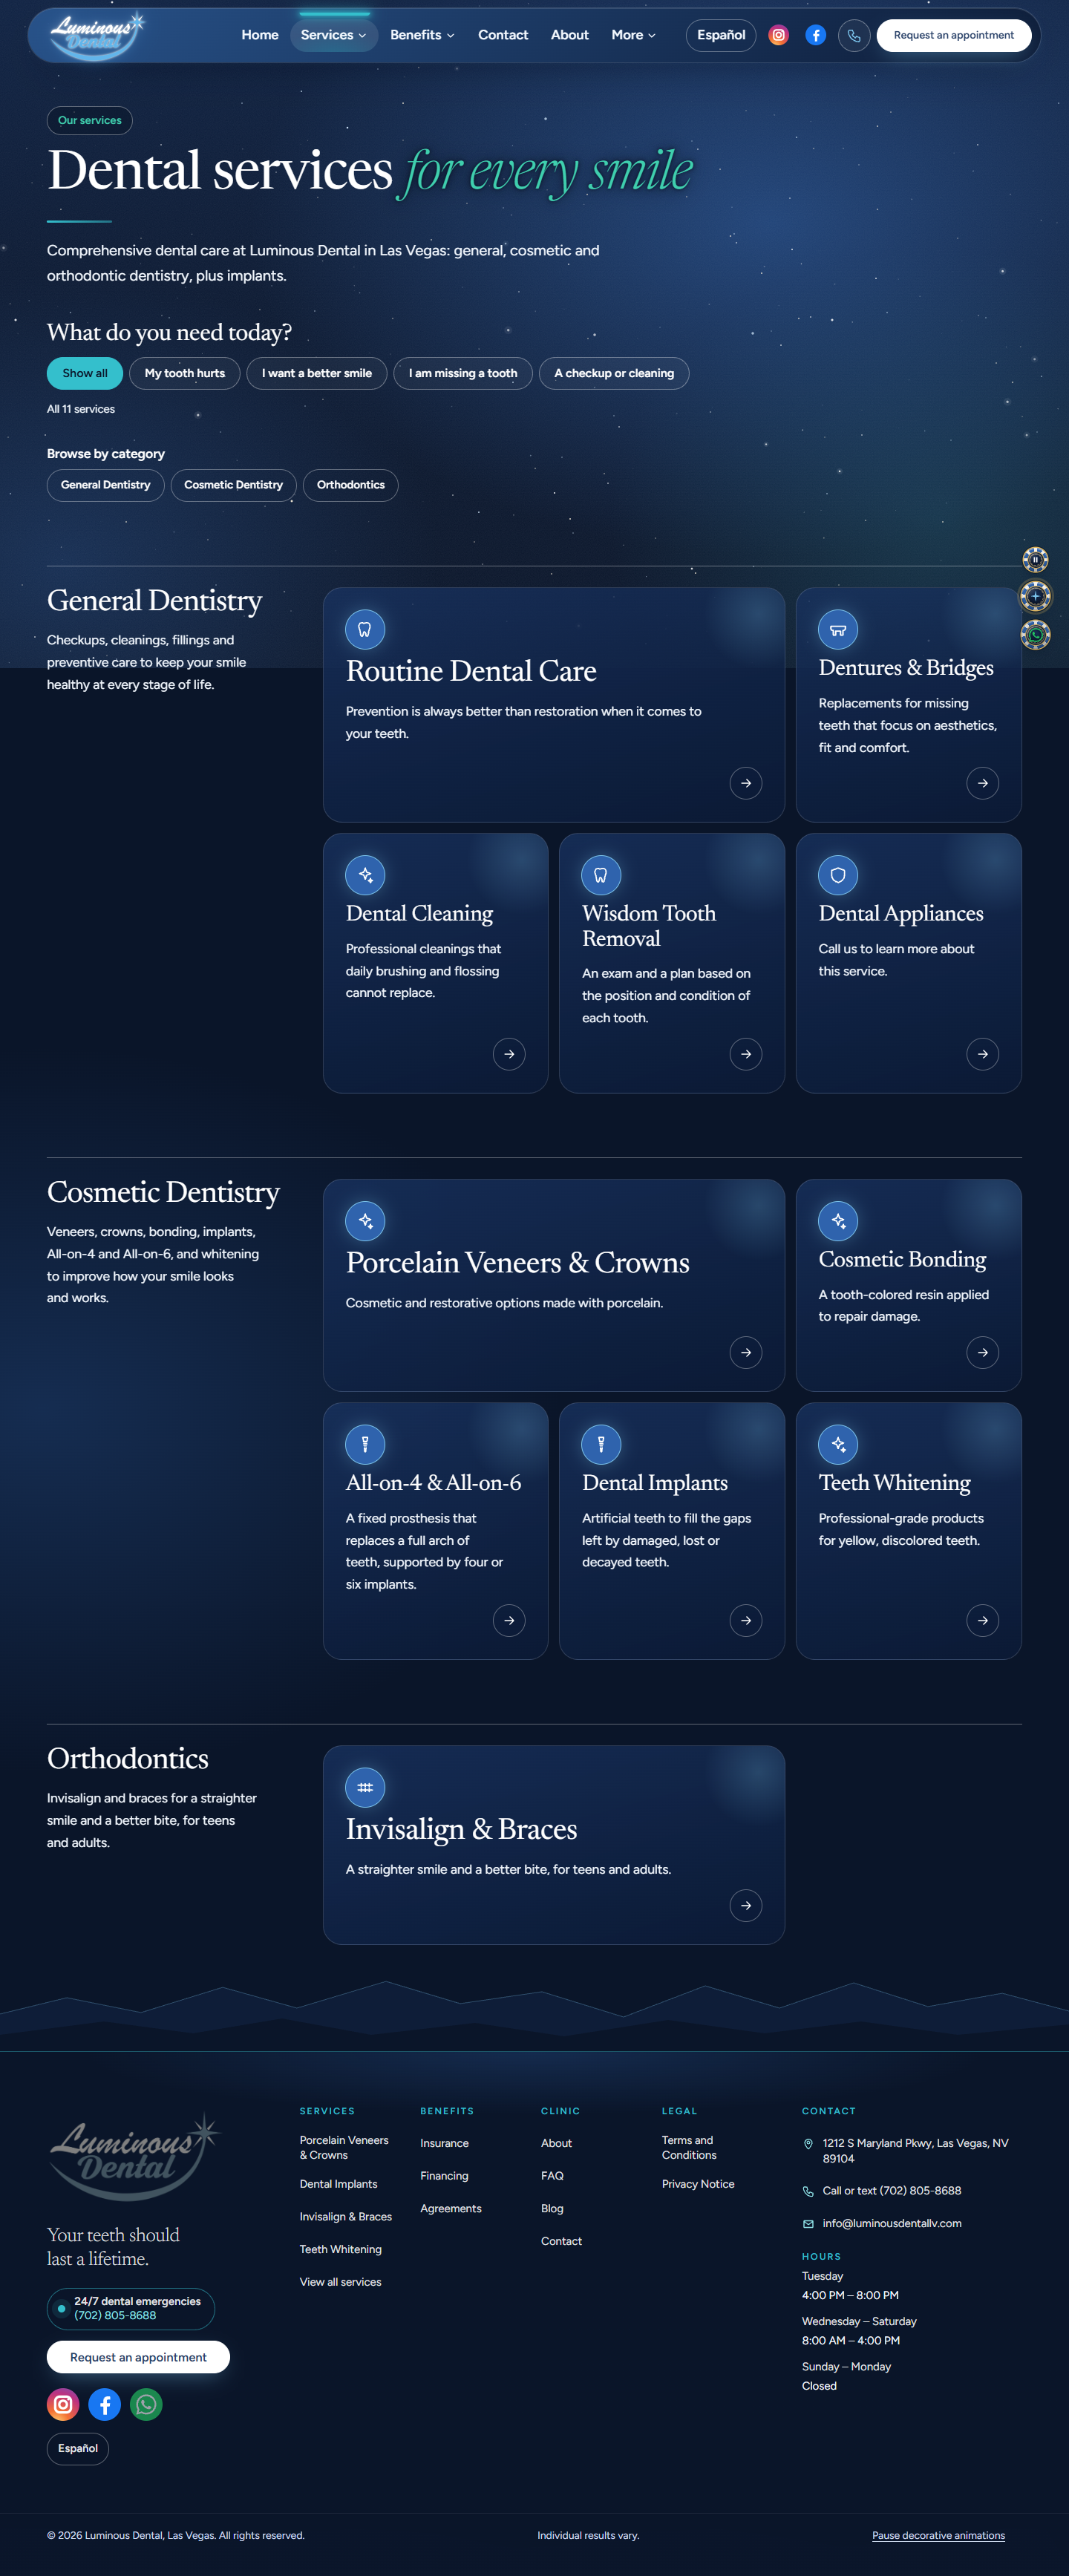 Luminous
Dental
Home
Services
Benefits
Contact
About
More
Español
Request an appointment
Our services
Dental services for every smile
Comprehensive dental care at Luminous Dental in Las Vegas: general, cosmetic and
orthodontic dentistry, plus implants.
What do you need today?
Show all
My tooth hurts
I want a better smile
I am missing a tooth
A checkup or cleaning
All 11 services
Browse by category
General Dentistry
Cosmetic Dentistry
Orthodontics
General Dentistry
Checkups, cleanings, fillings and
preventive care to keep your smile
healthy at every stage of life.
Routine Dental Care
Prevention is always better than restoration when it comes to
your teeth.
Dentures & Bridges
Replacements for missing
teeth that focus on aesthetics,
fit and comfort.
Dental Cleaning
Professional cleanings that
daily brushing and flossing
cannot replace.
Wisdom Tooth
Removal
An exam and a plan based on
the position and condition of
each tooth.
Dental Appliances
Call us to learn more about
this service.
Cosmetic Dentistry
Veneers, crowns, bonding, implants,
All-on-4 and All-on-6, and whitening
to improve how your smile looks
and works.
Porcelain Veneers & Crowns
Cosmetic and restorative options made with porcelain.
Cosmetic Bonding
A tooth-colored resin applied
to repair damage.
All-on-4 & All-on-6
A fixed prosthesis that
replaces a full arch of
teeth, supported by four or
six implants.
Dental Implants
Artificial teeth to fill the gaps
left by damaged, lost or
decayed teeth.
Teeth Whitening
Professional-grade products
for yellow, discolored teeth.
Orthodontics
Invisalign and braces for a straighter
smile and a better bite, for teens
and adults.
Invisalign & Braces
A straighter smile and a better bite, for teens and adults.
Luminous
Dental
Your teeth should
last a lifetime.
24/7 dental emergencies
(702) 805-8688
Request an appointment
Español
SERVICES
Porcelain Veneers
& Crowns
Dental Implants
Invisalign & Braces
Teeth Whitening
View all services
BENEFITS
Insurance
Financing
Agreements
CLINIC
About
FAQ
Blog
Contact
LEGAL
Terms and
Conditions
Privacy Notice
CONTACT
1212 S Maryland Pkwy, Las Vegas, NV
89104
Call or text (702) 805-8688
info@luminousdentallv.com
HOURS
Tuesday
4:00 PM – 8:00 PM
Wednesday – Saturday
8:00 AM – 4:00 PM
Sunday – Monday
Closed
© 2026 Luminous Dental, Las Vegas. All rights reserved.
Individual results vary.
Pause decorative animations